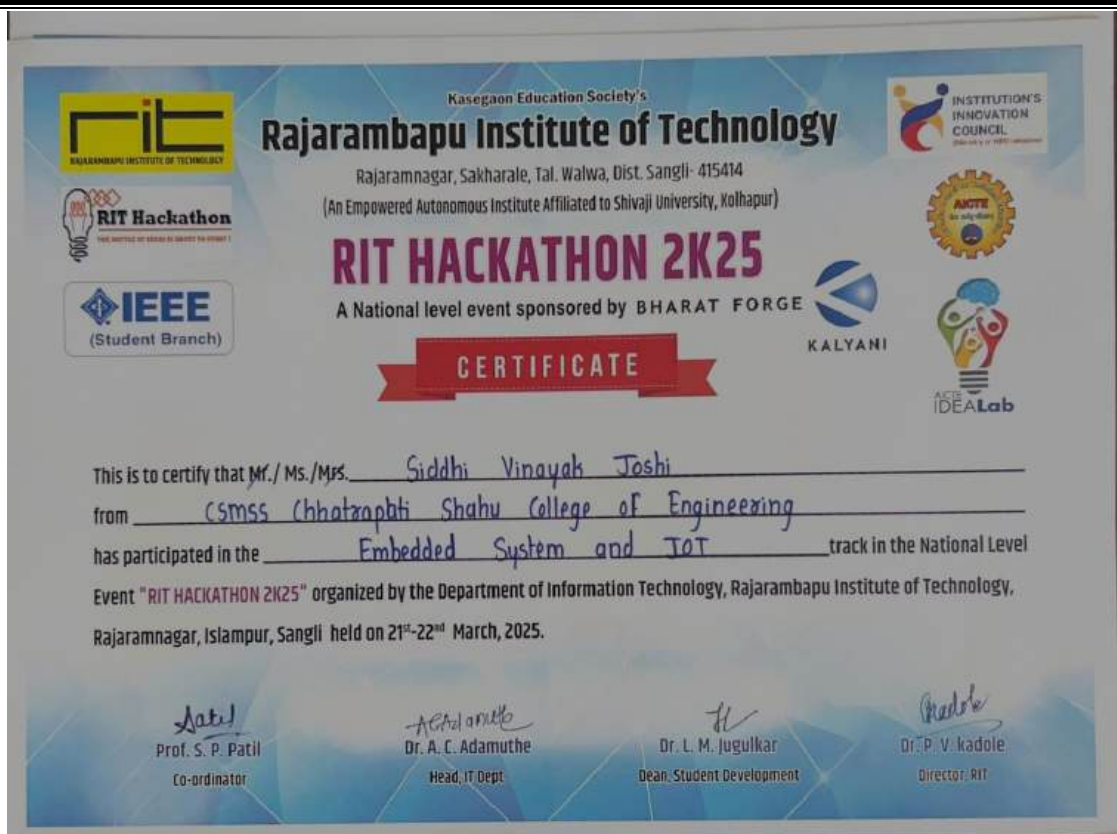 Kasegaon Education Society's
Rajarambapu Institute of Technology
Rajaramnagar, Sakharale, Tal. Walwa, Dist. Sangli- 415414
(An Empowered Autonomous Institute Affiliated to Shivaji University, Kolhapur)
rit
RAJARAMBAPU INSTITUTE OF TECHNOLOGY
INSTITUTION'S
INNOVATION
COUNCIL
RIT Hackathon
AICTE
RIT HACKATHON 2K25
A National level event sponsored by BHARAT FORGE
KALYANI
IEEE
(Student Branch)
CERTIFICATE
AICTE
IDEALab
This is to certify that Mr./ Ms./Mrs. Siddhi Vinayak Joshi
from CSMSS Chhatrapati Shahu College of Engineering
has participated in the Embedded System and IOT track in the National Level
Event "RIT HACKATHON 2K25" organized by the Department of Information Technology, Rajarambapu Institute of Technology,
Rajaramnagar, Islampur, Sangli held on 21st-22nd March, 2025.
Prof. S. P. Patil
Co-ordinator
Dr. A. C. Adamuthe
Head, IT Dept
Dr. L. M. Jugulkar
Dean, Student Development
Dr. P. V. kadole
Director, RIT